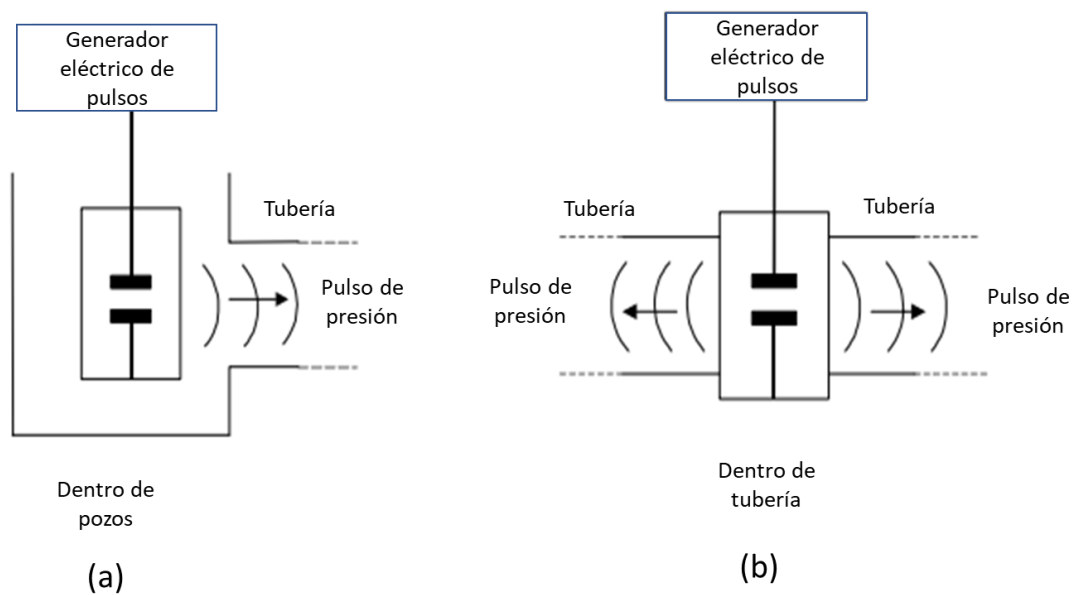 Generador
eléctrico de
pulsos
Tubería
Pulso de
presión
Dentro de
pozos
(a)
Generador
eléctrico de
pulsos
Tubería
Tubería
Pulso de
presión
Pulso de
presión
Dentro de
tubería
(b)